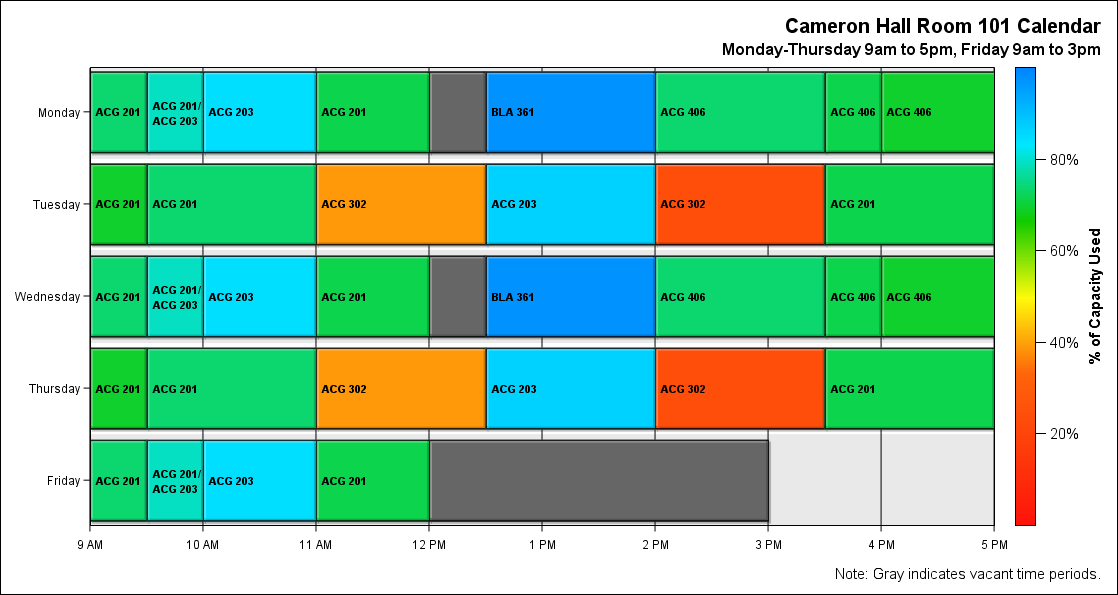 Cameron Hall Room 101 Calendar
Monday-Thursday 9am to 5pm, Friday 9am to 3pm
Monday
ACG 201
ACG 201/
ACG 203
ACG 203
ACG 201
BLA 361
ACG 406
ACG 406
ACG 406
Tuesday
ACG 201
ACG 201
ACG 302
ACG 203
ACG 302
ACG 201
Wednesday
ACG 201
ACG 201/
ACG 203
ACG 203
ACG 201
BLA 361
ACG 406
ACG 406
ACG 406
Thursday
ACG 201
ACG 201
ACG 302
ACG 203
ACG 302
ACG 201
Friday
ACG 201
ACG 201/
ACG 203
ACG 203
ACG 201
9 AM
10 AM
11 AM
12 PM
1 PM
2 PM
3 PM
4 PM
5 PM
80%
60%
40%
20%
% of Capacity Used
Note: Gray indicates vacant time periods.